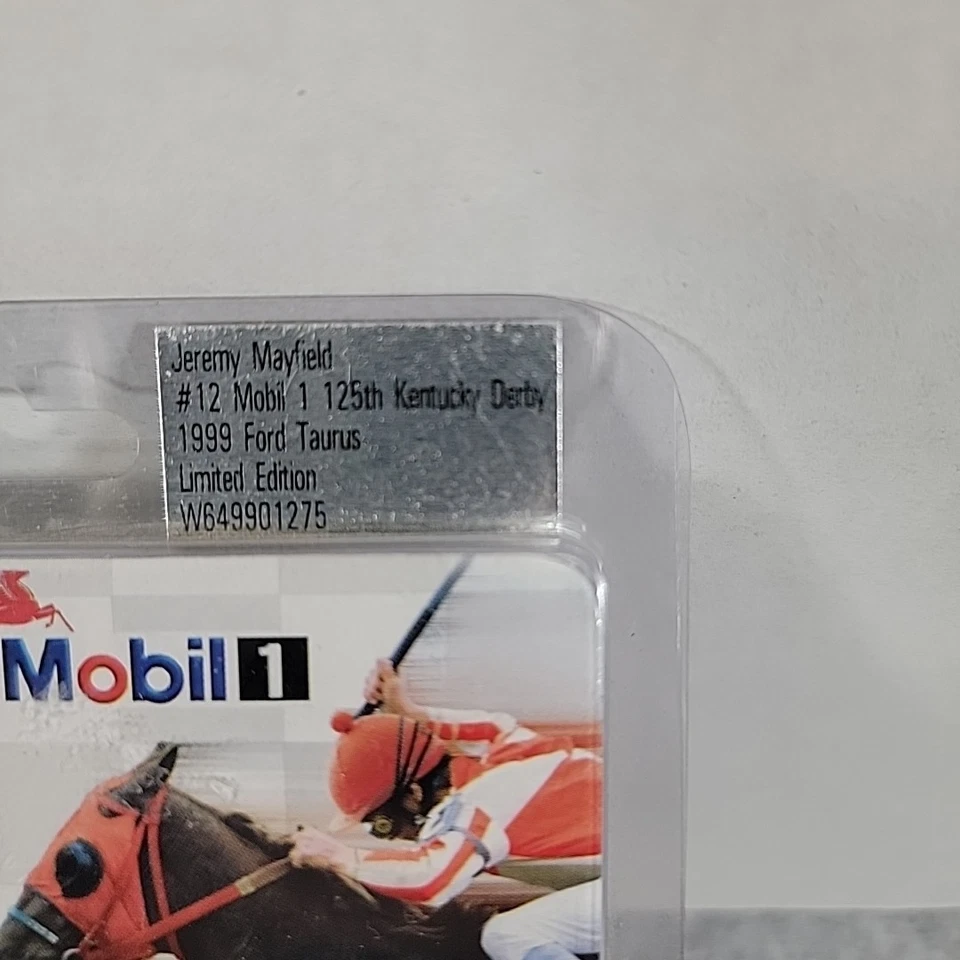 Jeremy Mayfield
#12 Mobil 1 125th Kentucky Derby
1999 Ford Taurus
Limited Edition
W649901275
Mobil 1